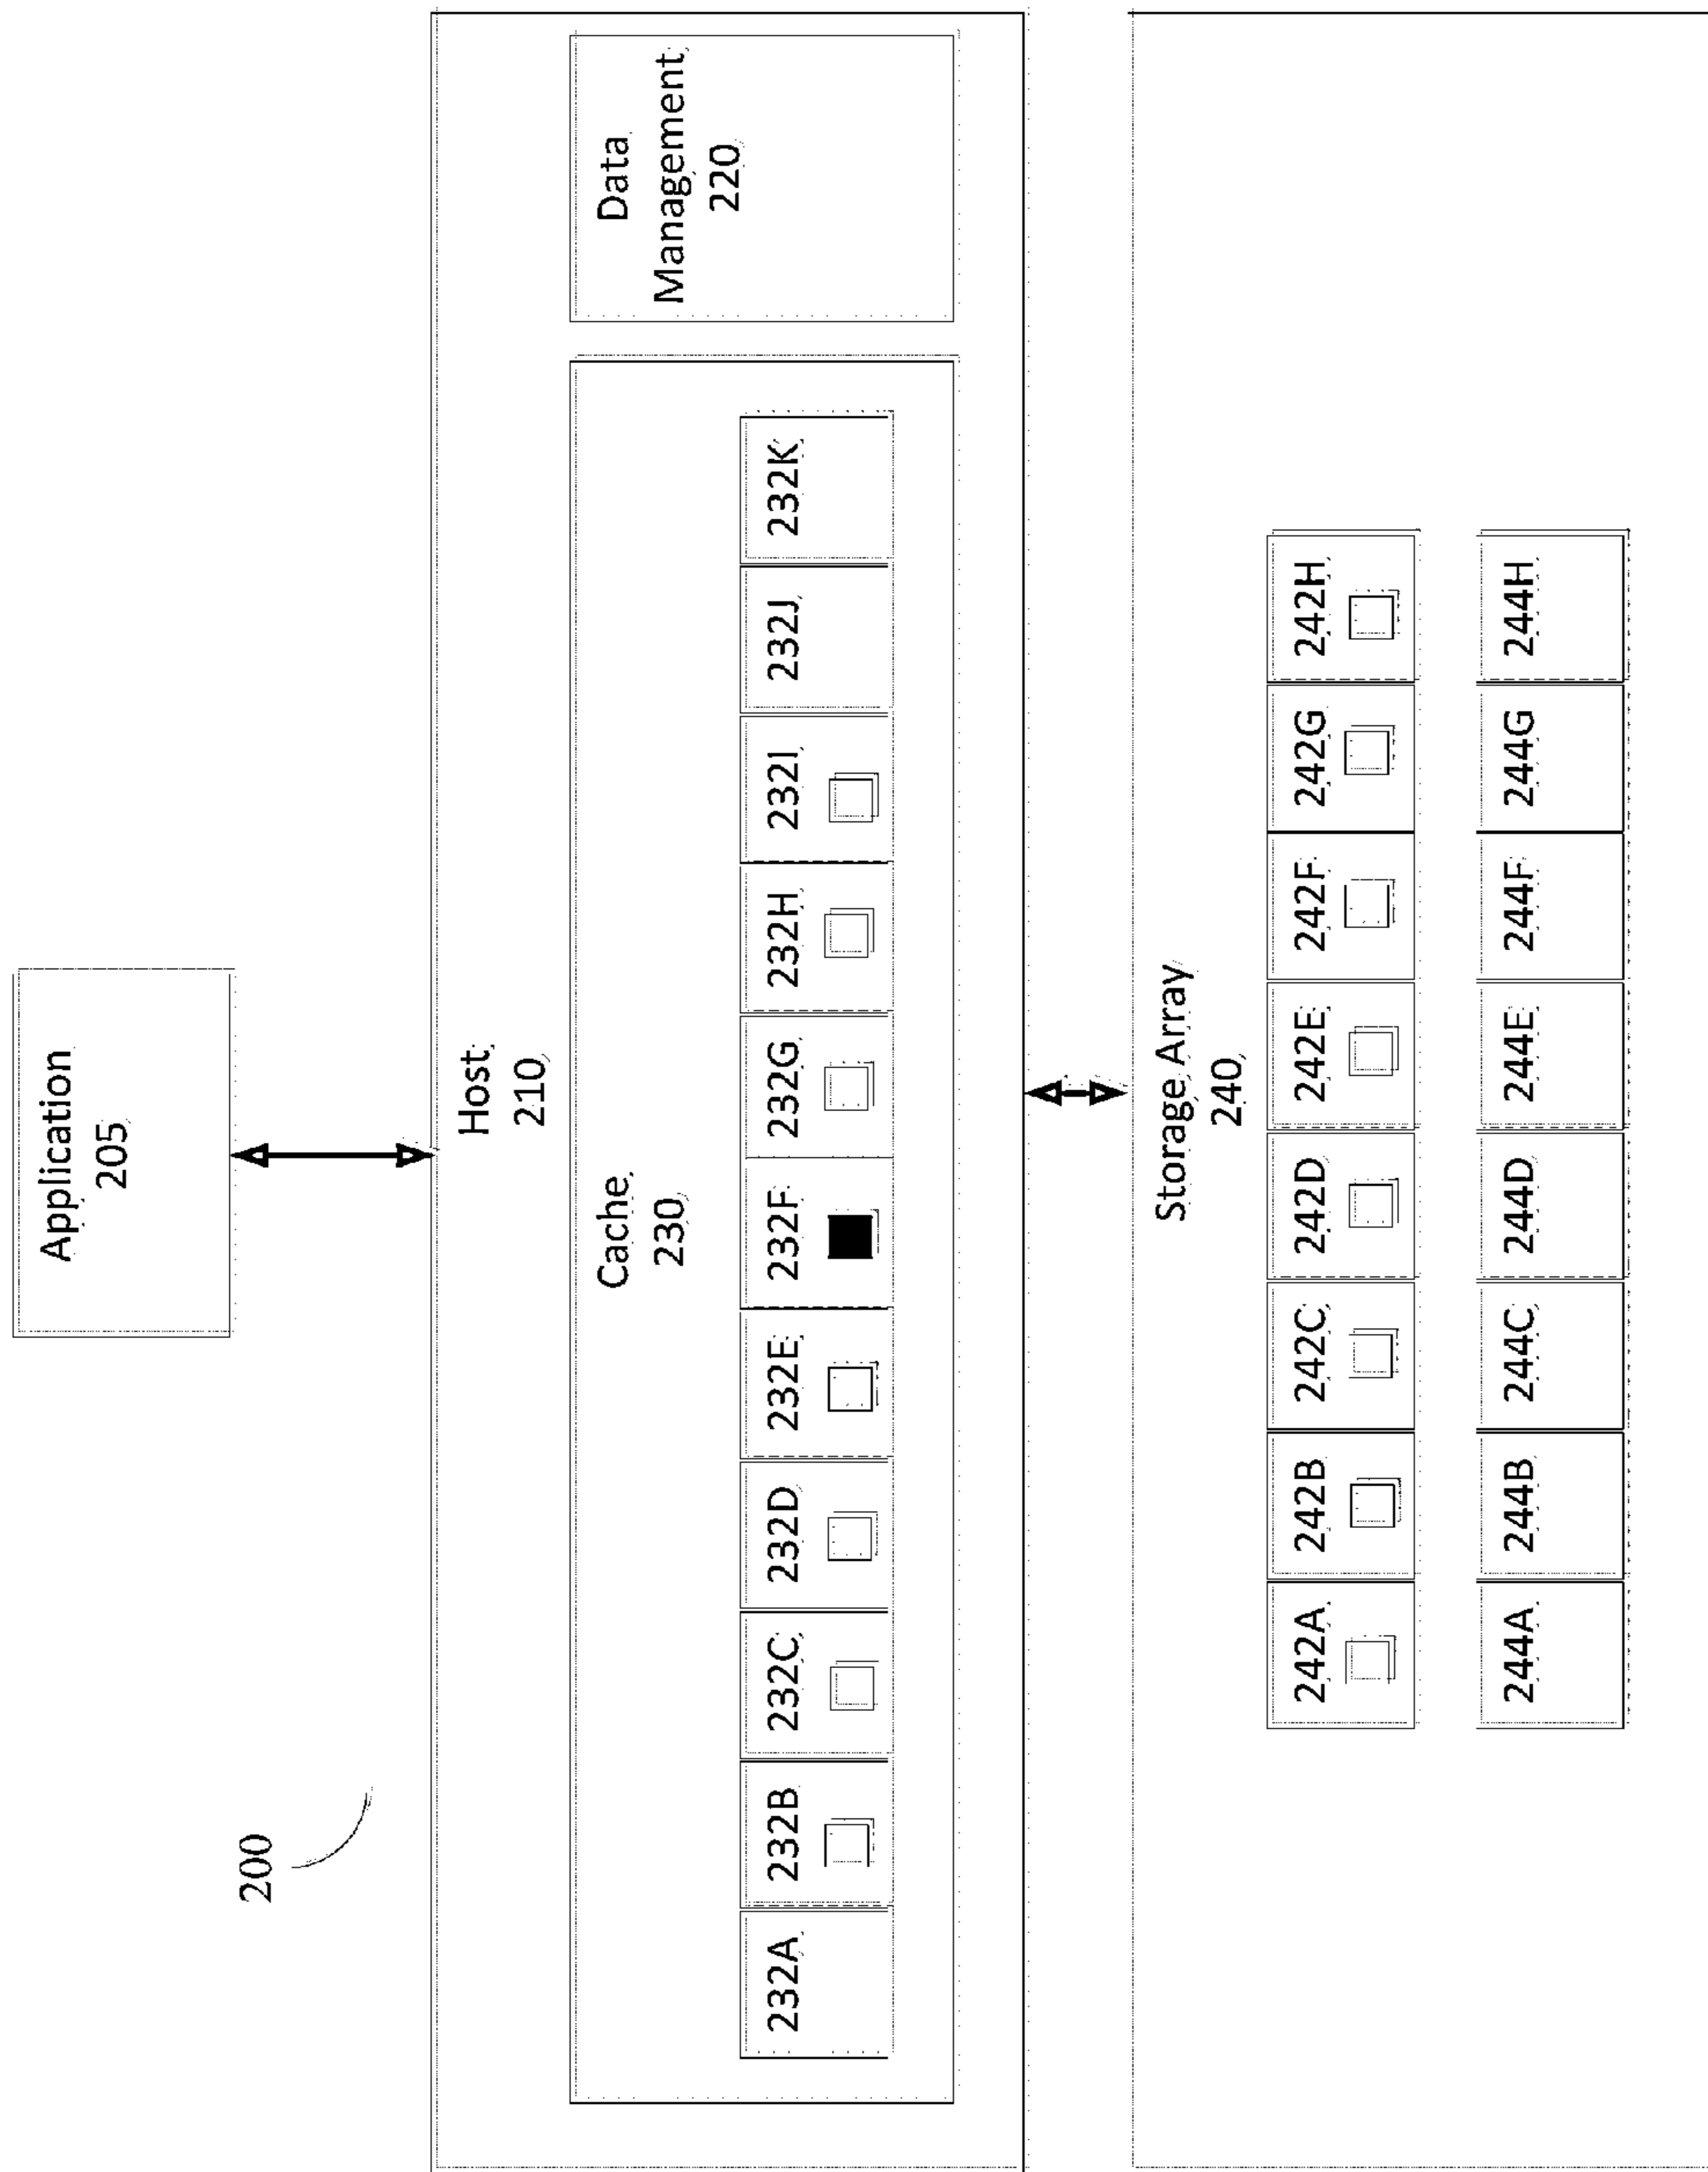 200
Application
205
Host
210
Cache
230
Data
Management
220
232A
232B
232C
232D
232E
232F
232G
232H
232I
232J
232K
Storage Array
240
242A
242B
242C
242D
242E
242F
242G
242H
244A
244B
244C
244D
244E
244F
244G
244H